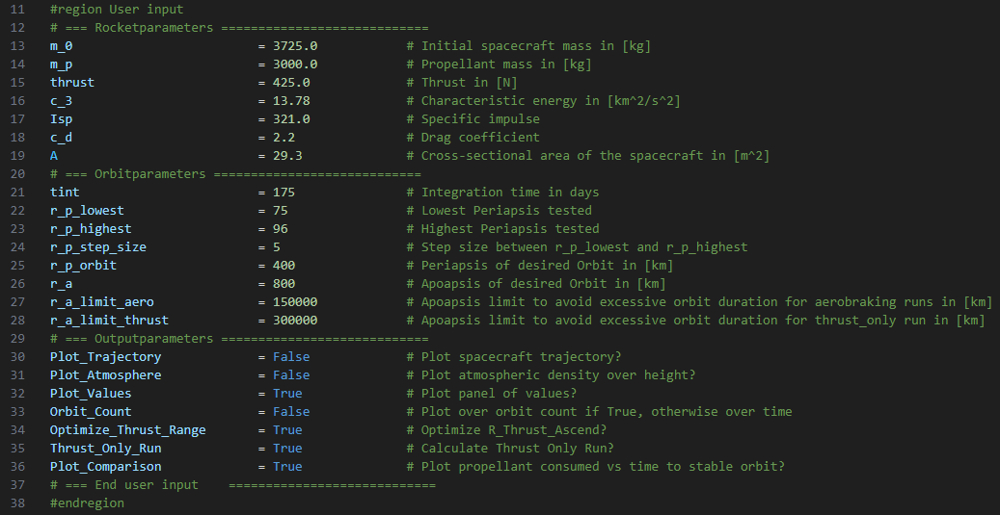 11 #region User input
12 # === Rocketparameters ============================
13 m_0 = 3725.0 # Initial spacecraft mass in [kg]
14 m_p = 3000.0 # Propellant mass in [kg]
15 thrust = 425.0 # Thrust in [N]
16 c_3 = 13.78 # Characteristic energy in [km^2/s^2]
17 Isp = 321.0 # Specific impulse
18 c_d = 2.2 # Drag coefficient
19 A = 29.3 # Cross-sectional area of the spacecraft in [m^2]
20 # === Orbitparameters ============================
21 tint = 175 # Integration time in days
22 r_p_lowest = 75 # Lowest Periapsis tested
23 r_p_highest = 96 # Highest Periapsis tested
24 r_p_step_size = 5 # Step size between r_p_lowest and r_p_highest
25 r_p_orbit = 400 # Periapsis of desired Orbit in [km]
26 r_a = 800 # Apoapsis of desired Orbit in [km]
27 r_a_limit_aero = 150000 # Apoapsis limit to avoid excessive orbit duration for aerobraking runs in [km]
28 r_a_limit_thrust = 300000 # Apoapsis limit to avoid excessive orbit duration for thrust_only run in [km]
29 # === Outputparameters ============================
30 Plot_Trajectory = False # Plot spacecraft trajectory?
31 Plot_Atmosphere = False # Plot atmospheric density over height?
32 Plot_Values = True # Plot panel of values?
33 Orbit_Count = False # Plot over orbit count if True, otherwise over time
34 Optimize_Thrust_Range = True # Optimize R_Thrust_Ascend?
35 Thrust_Only_Run = True # Calculate Thrust Only Run?
36 Plot_Comparison = True # Plot propellant consumed vs time to stable orbit?
37 # === End user input ============================
38 #endregion